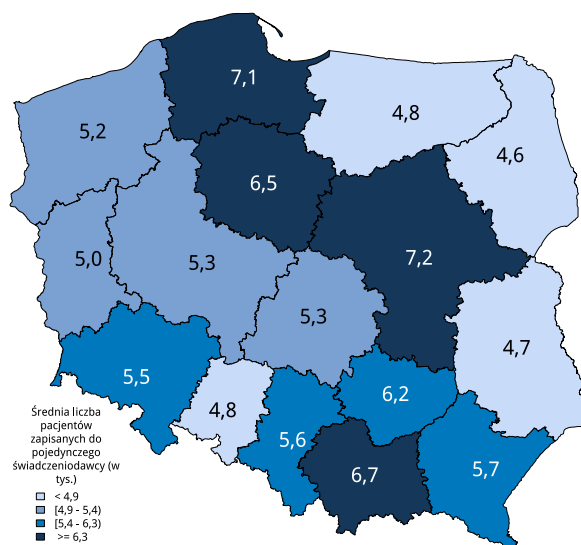 7,1
4,8
5,2
4,6
6,5
7,2
5,0
5,3
5,3
4,7
5,5
6,2
4,8
5,6
5,7
6,7
Średnia liczba
pacjentów
zapisanych do
pojedynczego
świadczeniodawcy (w
tys.)
< 4,9
[4,9 - 5,4)
[5,4 - 6,3)
>= 6,3